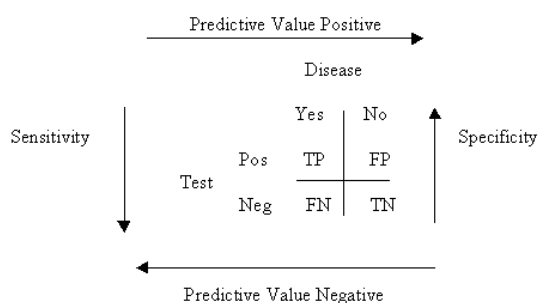 Predictive Value Positive
Disease
Yes No
Sensitivity
Specificity
Pos TP FP
Test
Neg FN TN
Predictive Value Negative